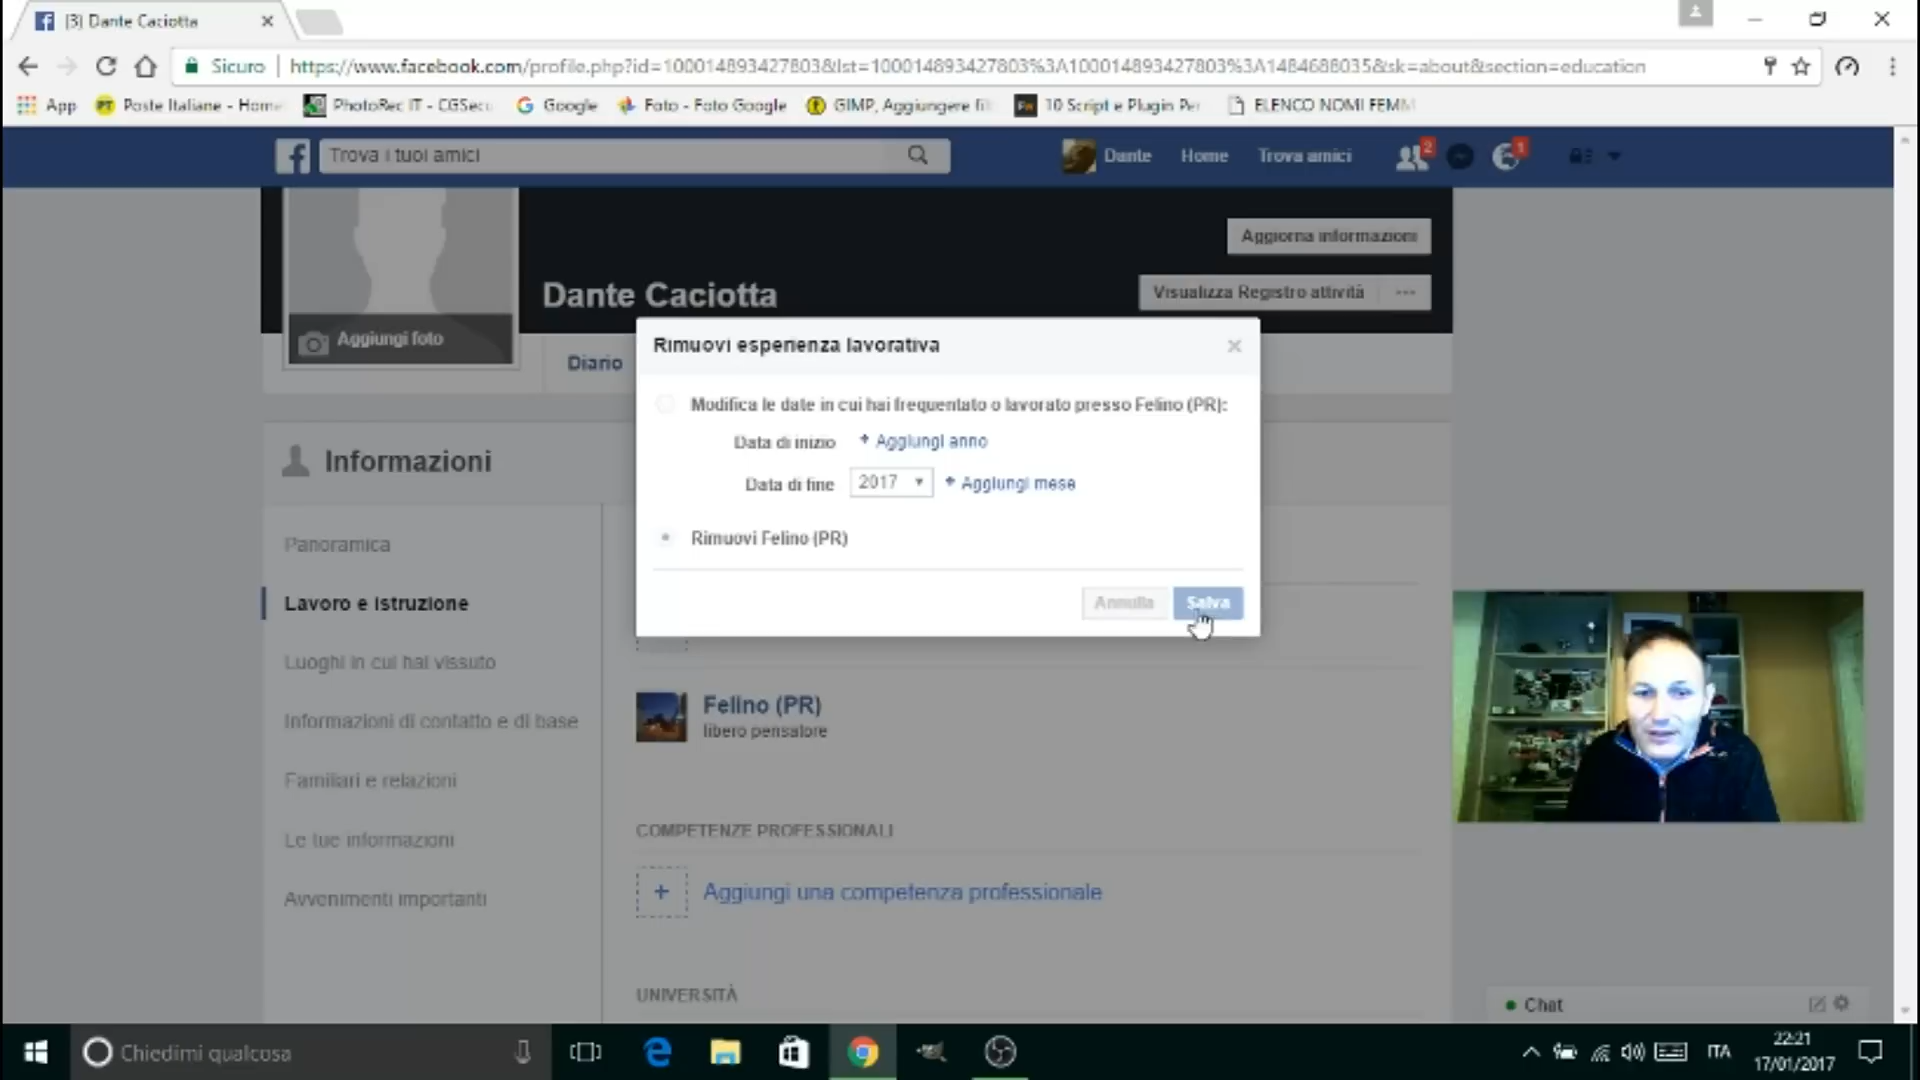 (3) Dante Caciotta
Sicuro
https://www.facebook.com/profile.php?id=100014893427803&lst=100014893427803%3A100014893427803%3A1484688035&sk=about&section=education
App
Poste Italiane - Home
PhotoRec IT - CGSecu
Google
Foto - Foto Google
GIMP, Aggiungere fil
10 Script e Plugin Per
ELENCO NOMI FEMM
Trova i tuoi amici
Dante
Home
Trova amici
2
1
Aggiorna informazioni
Dante Caciotta
Visualizza Registro attività
Aggiungi foto
Diario
Rimuovi esperienza lavorativa
Modifica le date in cui hai frequentato o lavorato presso Felino (PR):
Data di inizio + Aggiungi anno
Data di fine 2017 + Aggiungi mese
Rimuovi Felino (PR)
Annulla Salva
Informazioni
Panoramica
Lavoro e istruzione
Luoghi in cui hai vissuto
Informazioni di contatto e di base
Familiari e relazioni
Le tue informazioni
Avvenimenti importanti
Felino (PR)
libero pensatore
COMPETENZE PROFESSIONALI
+ Aggiungi una competenza professionale
UNIVERSITÀ
Chat
Chiedimi qualcosa
ITA
22:21
17/01/2017